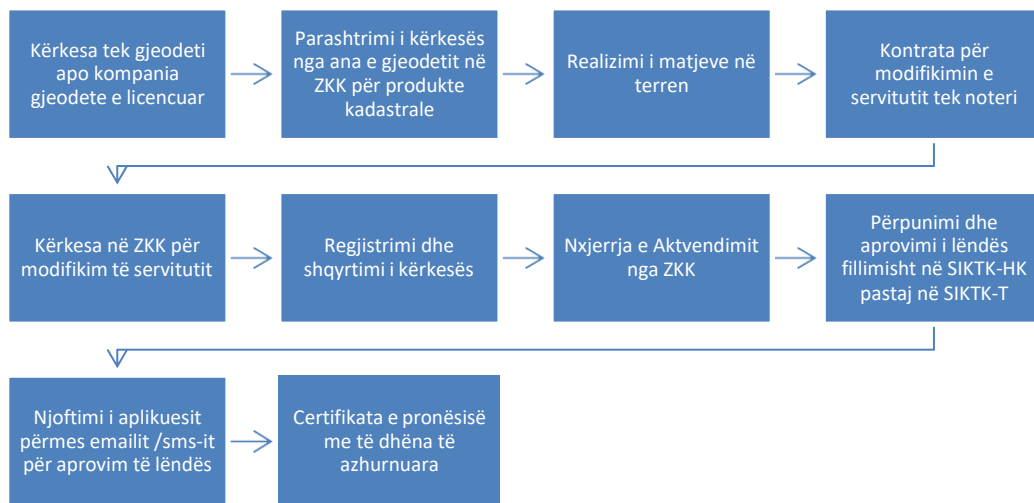 Kërkesa tek gjeodeti
apo kompania
gjeodete e licencuar
Parashtrimi i kërkesës
nga ana e gjeodetit në
ZKK për produkte
kadastrale
Realizimi i matjeve në
terren
Kontrata për
modifikimin e
servitutit tek noteri
Kërkesa në ZKK për
modifikim të servitutit
Regjistrimi dhe
shqyrtimi i kërkesës
Nxjerrja e Aktvendimit
nga ZKK
Përpunimi dhe
aprovimi i lëndës
fillimisht në SIKTK-HK
pastaj në SIKTK-T
Njoftimi i aplikuesit
përmes emailit /sms-it
për aprovim të lëndës
Certifikata e pronësisë
me të dhëna të
azhurnuara